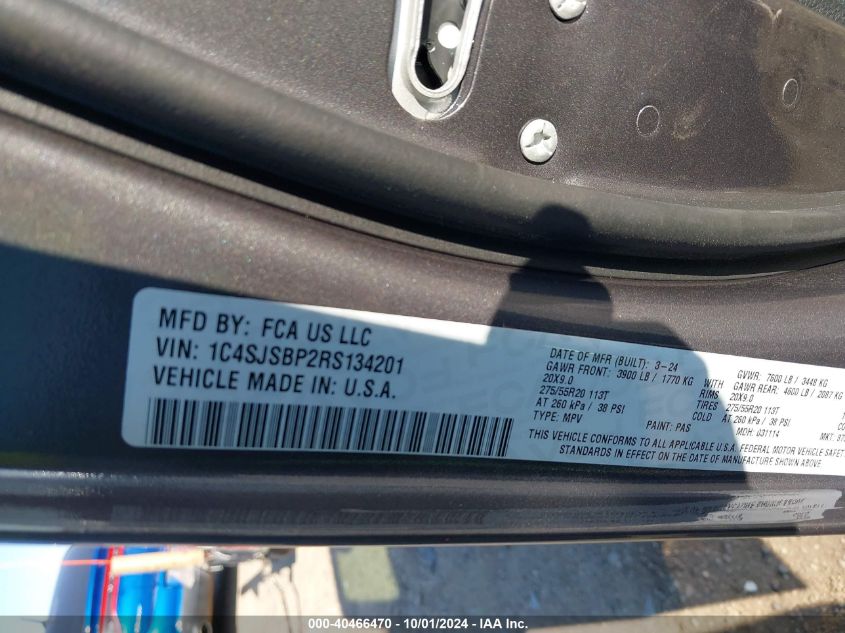 MFD BY: FCA US LLC
VIN: 1C4SJSBP2RS134201
VEHICLE MADE IN U.S.A.
DATE OF MFR (BUILT): 3-24
GVWR: 7600 LB / 3448 KG
GAWR FRONT: 3900 LB / 1770 KG WITH GAWR REAR: 4600 LB / 2087 KG
20X9.0 RIMS 20X9.0
275/55R20 113T TIRES 275/55R20 113T
AT 260 kPa / 38 PSI COLD AT 260 kPa / 38 PSI
TYPE: MPV PAINT: PAS MDH: 031114 MKT:
THIS VEHICLE CONFORMS TO ALL APPLICABLE U.S.A. FEDERAL MOTOR VEHICLE SAFET
STANDARDS IN EFFECT ON THE DATE OF MANUFACTURE SHOWN ABOVE.
000-40466470 - 10/01/2024 - IAA Inc.